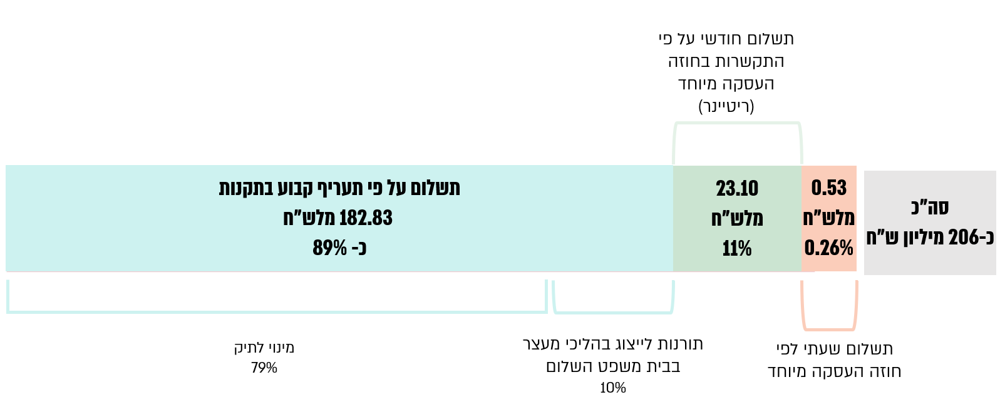 תשלום חודשי על פי
התקשרות בחוזה
העסקה מיוחד
(ריטיינר)
סה"כ
כ-206 מיליון ש"ח
0.53
מלש"ח
0.26%
23.10
מלש"ח
11%
תשלום על פי תעריף קבוע בתקנות
182.83 מלש"ח
כ- 89%
תשלום שעתי לפי
חוזה העסקה מיוחד
תורנות לייצוג בהליכי מעצר
בבית משפט השלום
10%
מינוי לתיק
79%